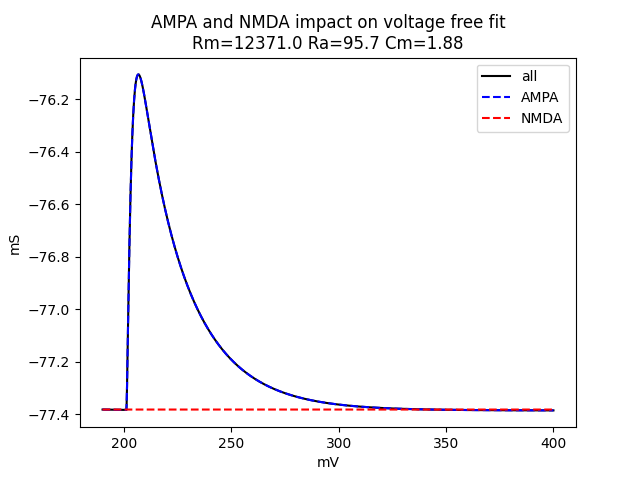 AMPA and NMDA impact on voltage free fit
Rm=12371.0 Ra=95.7 Cm=1.88
all
AMPA
NMDA
−76.2
−76.4
−76.6
−76.8
−77.0
−77.2
−77.4
mS
200
250
300
350
400
mV